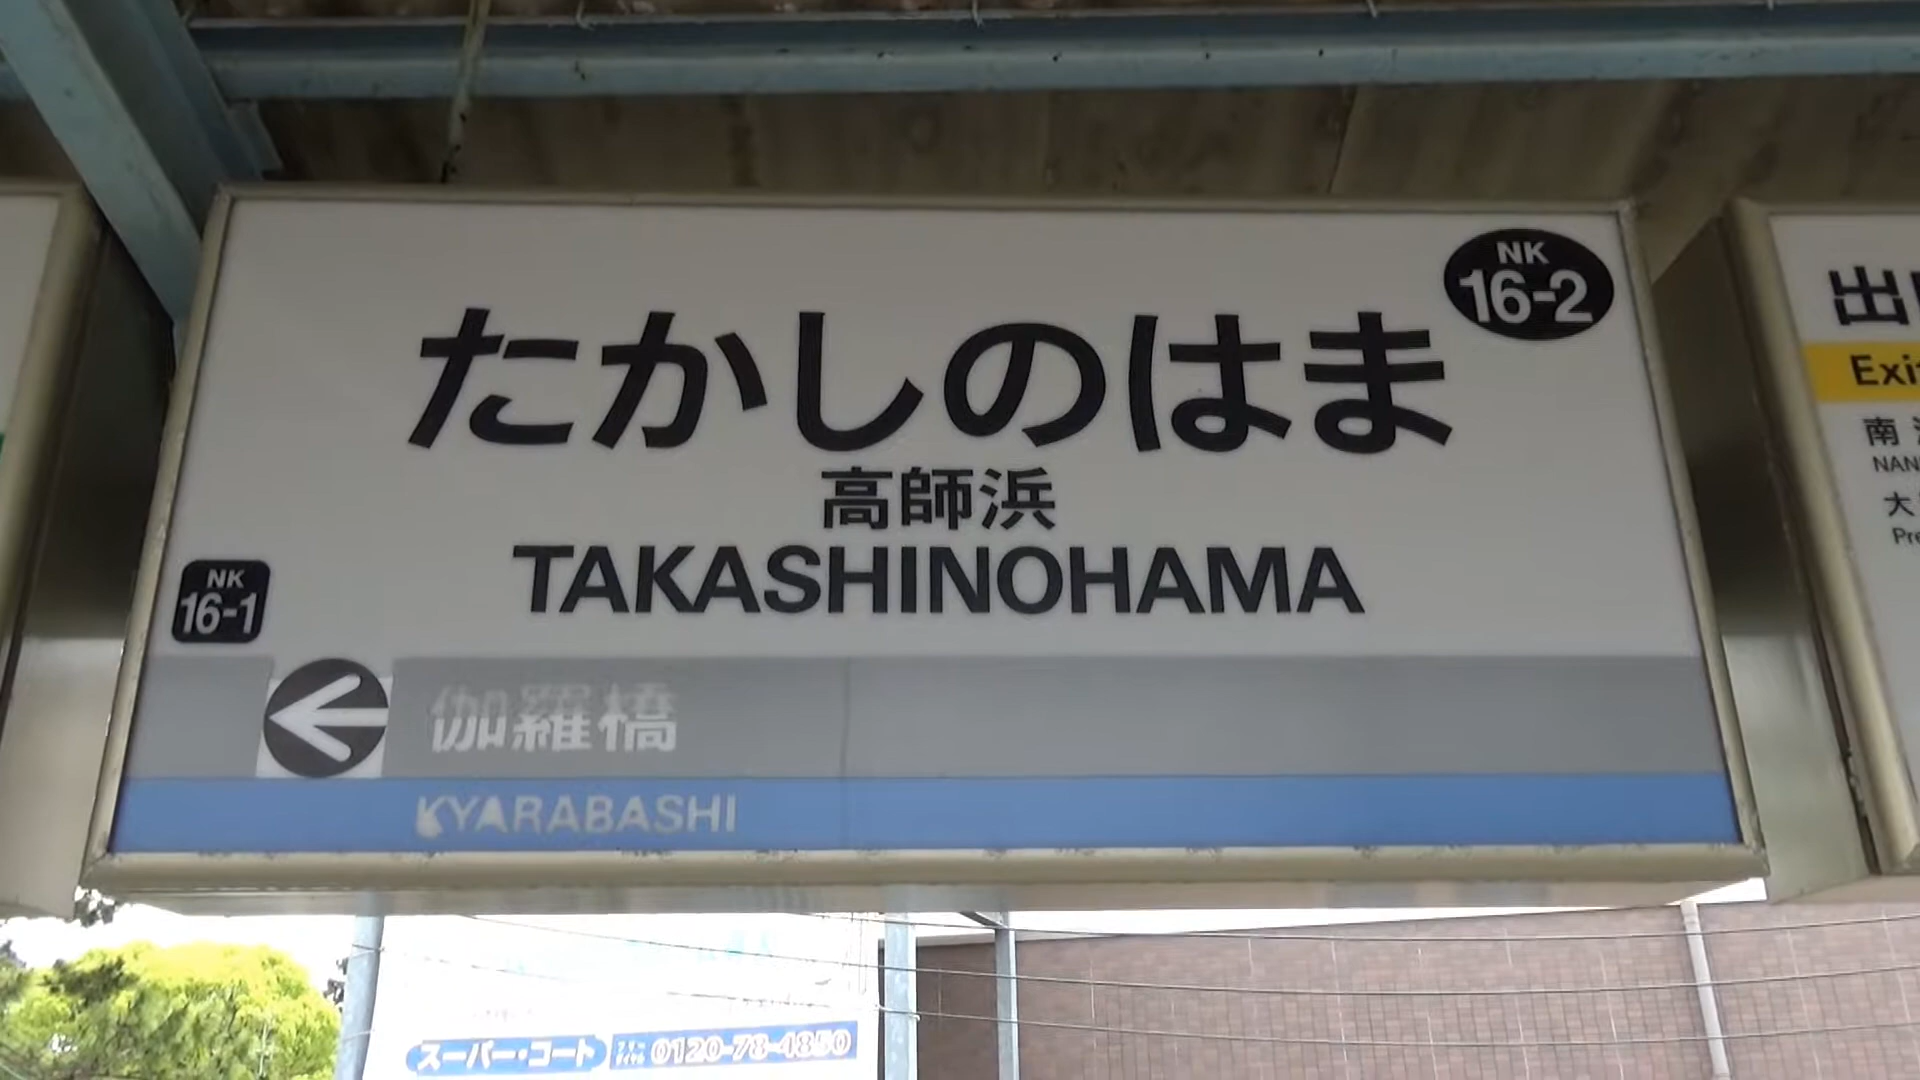 NK
16-2
たかしのはま
高師浜
TAKASHINOHAMA
NK
16-1
伽羅橋
KYARABASHI
出
Exi
南
NAN
大
Pre
スーパー・コート
0120-78-4850